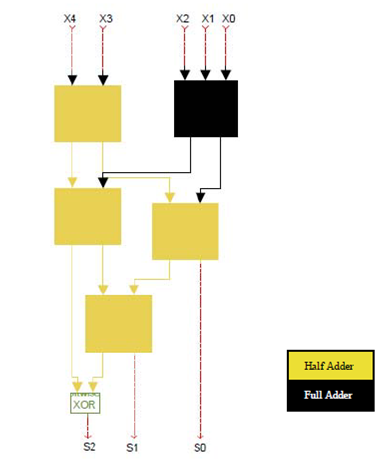 X4 X3 X2 X1 X0
Half Adder
Full Adder
XOR
S2 S1 S0